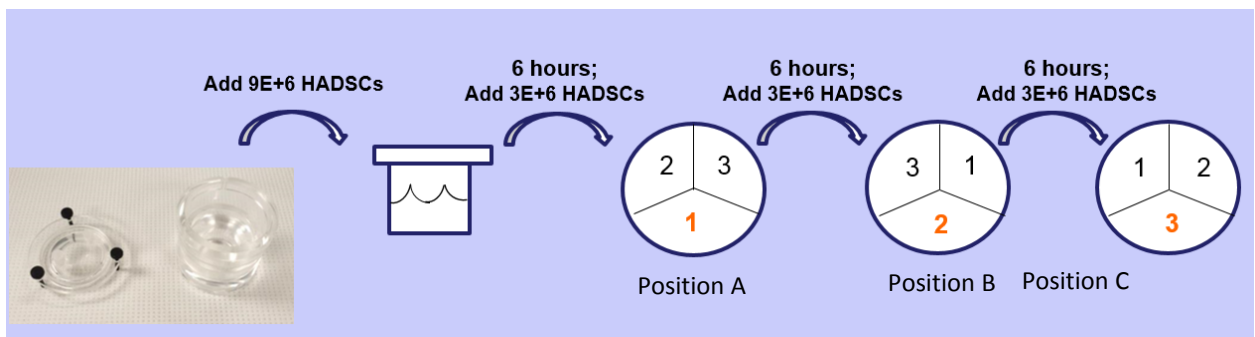 Add 9E+6 HADSCs
6 hours;
Add 3E+6 HADSCs
6 hours;
Add 3E+6 HADSCs
6 hours;
Add 3E+6 HADSCs
2 3
1
3 1
2
1 2
3
Position A
Position B
Position C